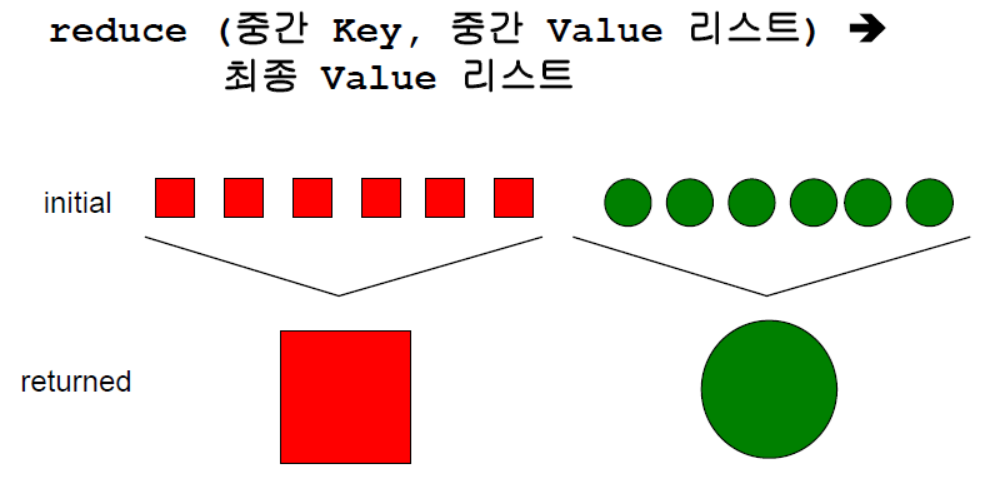 reduce (중간 Key, 중간 Value 리스트) ➔
최종 Value 리스트
initial
returned